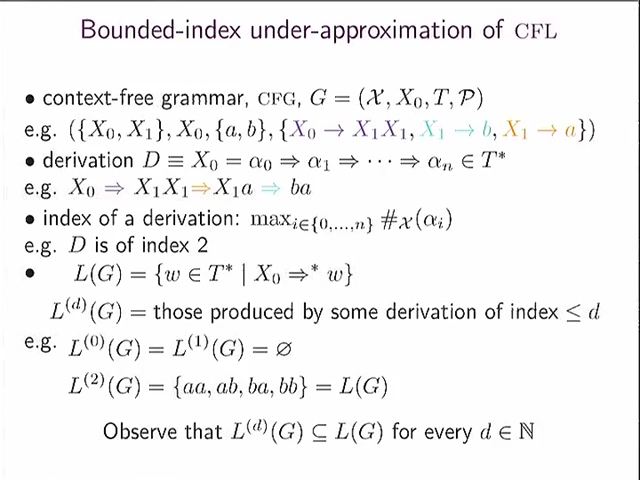 Bounded-index under-approximation of CFL
• context-free grammar, CFG, G = (𝒳, X₀, T, 𝒫)
e.g. ({X₀, X₁}, X₀, {a, b}, {X₀ → X₁X₁, X₁ → b, X₁ → a})
• derivation D ≡ X₀ = α₀ ⇒ α₁ ⇒ ⋯ ⇒ αₙ ∈ T*
e.g. X₀ ⇒ X₁X₁⇒X₁a ⇒ ba
• index of a derivation: max_{i∈{0,...,n}} #_𝒳(αᵢ)
e.g. D is of index 2
• L(G) = {w ∈ T* | X₀ ⇒* w}
L⁽ᵈ⁾(G) = those produced by some derivation of index ≤ d
e.g. L⁽⁰⁾(G) = L⁽¹⁾(G) = ∅
L⁽²⁾(G) = {aa, ab, ba, bb} = L(G)
Observe that L⁽ᵈ⁾(G) ⊆ L(G) for every d ∈ ℕ